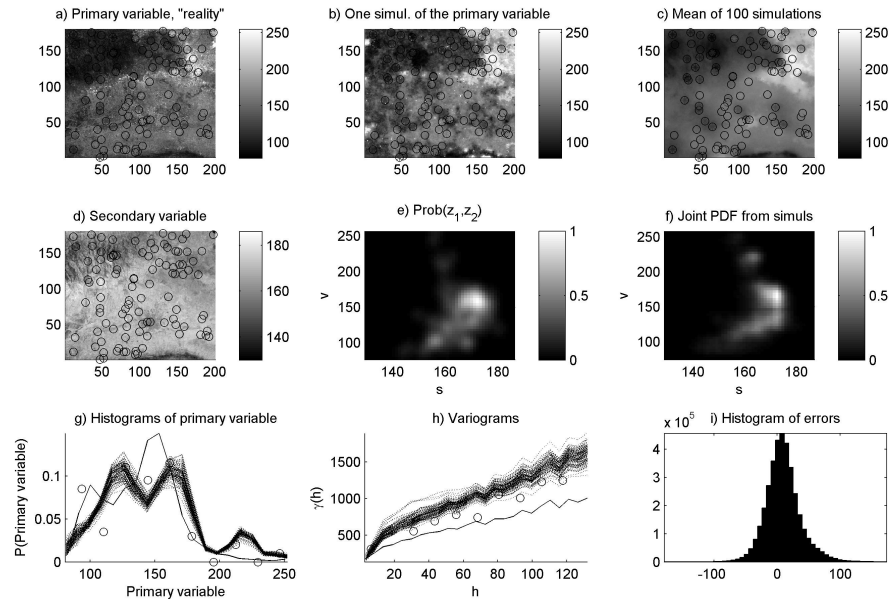 a) Primary variable, "reality"
150
100
50
50 100 150 200
250
200
150
100
b) One simul. of the primary variable
150
100
50
50 100 150 200
250
200
150
100
c) Mean of 100 simulations
150
100
50
50 100 150 200
250
200
150
100
d) Secondary variable
150
100
50
50 100 150 200
180
160
140
e) Prob(z1,z2)
v
250
200
150
100
140 160 180
s
1
0.5
0
f) Joint PDF from simuls
v
250
200
150
100
140 160 180
s
1
0.5
0
g) Histograms of primary variable
P(Primary variable)
0.1
0.05
0
100 150 200 250
Primary variable
h) Variograms
γ(h)
1500
1000
500
20 40 60 80 100 120
h
i) Histogram of errors
x 10^5
4
3
2
1
0
-100 0 100